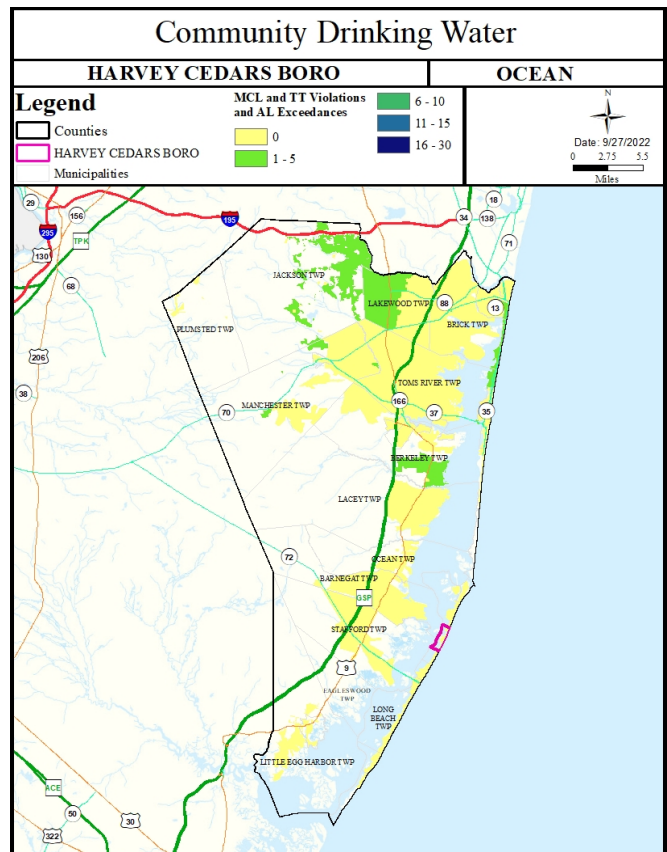 Community Drinking Water
HARVEY CEDARS BORO
OCEAN
Legend
Counties
HARVEY CEDARS BORO
Municipalities
MCL and TT Violations
and AL Exceedances
0
1 - 5
6 - 10
11 - 15
16 - 30
N
Date: 9/27/2022
0 2.75 5.5
Miles
29
156
295
TPK
130
68
206
38
195
34
18
138
71
JACKSON TWP
LAKEWOOD TWP
88
13
BRICK TWP
PLUMSTED TWP
TOMS RIVER TWP
70
MANCHESTER TWP
166
37
35
BERKELEY TWP
LACEY TWP
72
OCEAN TWP
BARNEGAT TWP
GSP
STAFFORD TWP
9
EAGLESWOOD
TWP
LONG
BEACH
TWP
LITTLE EGG HARBOR TWP
ACE
50
30
322